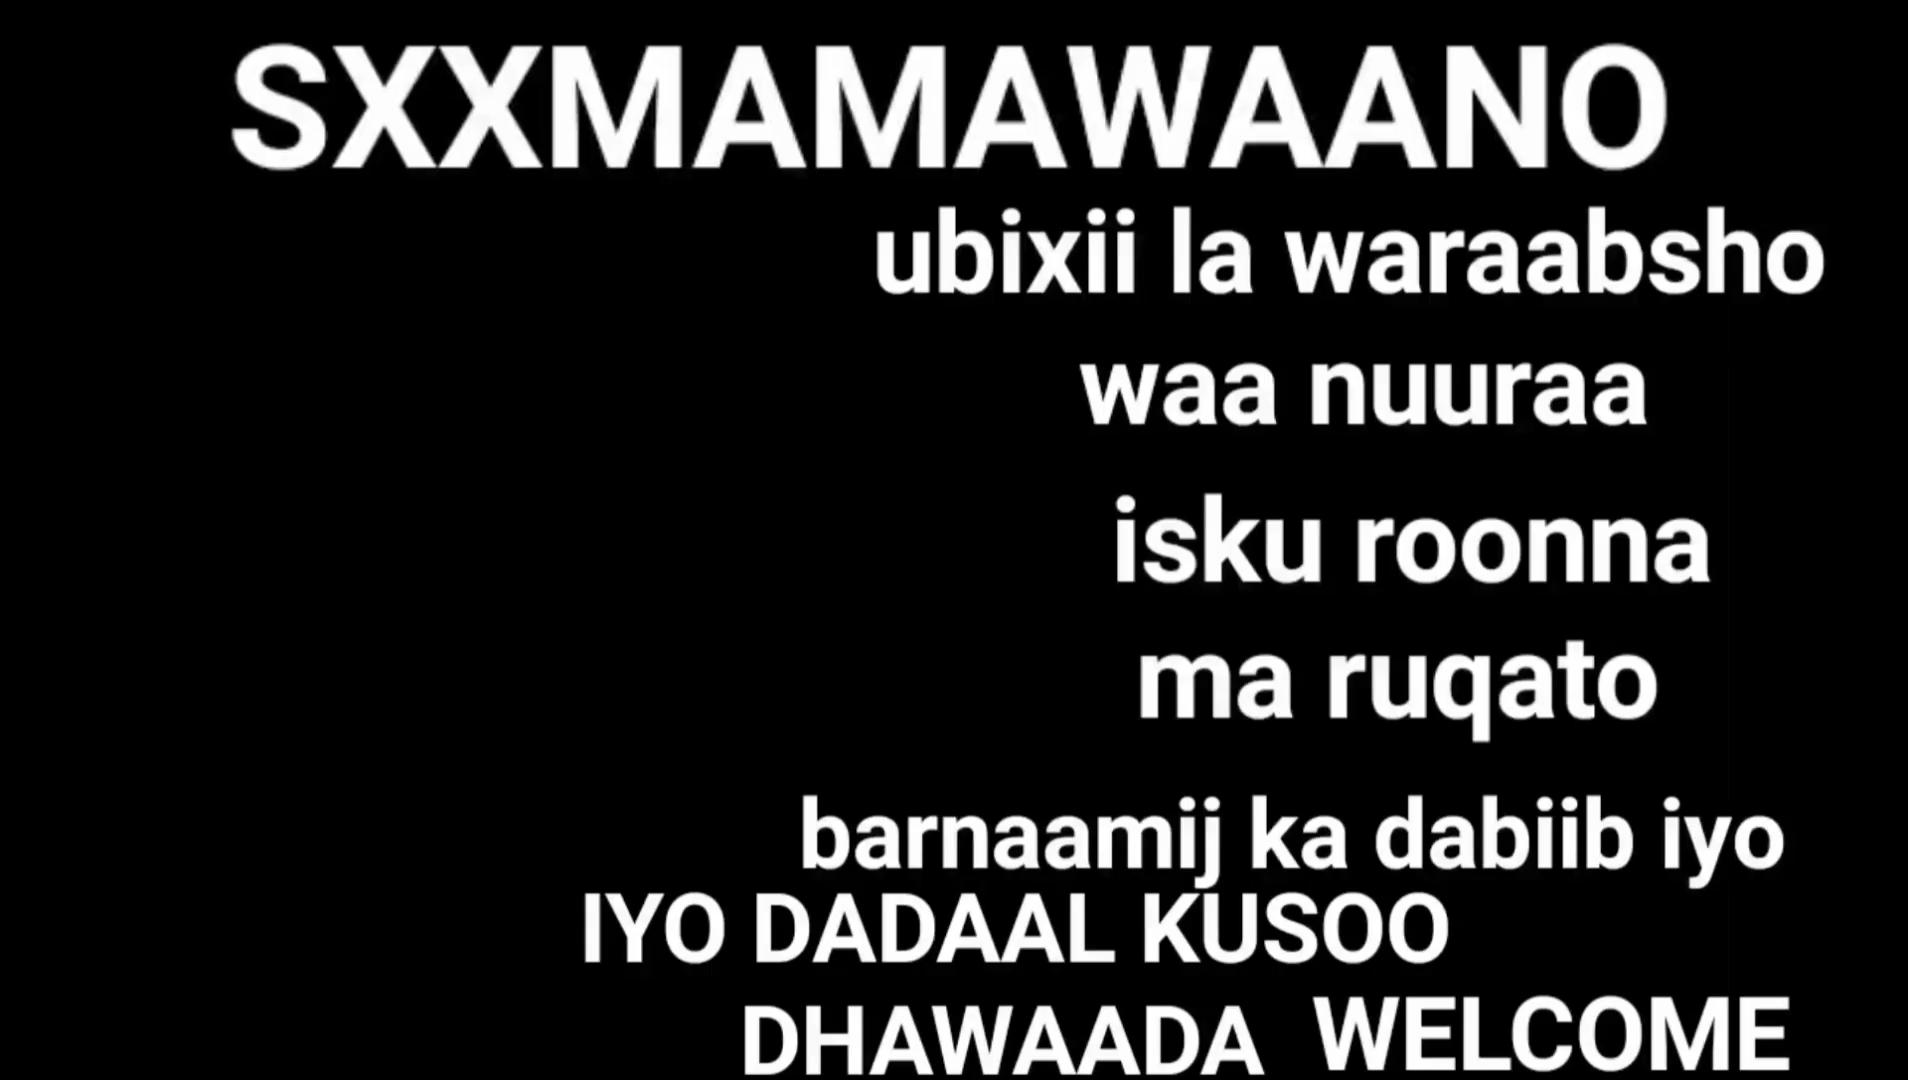 SXXMAMAWAANO
ubixii la waraabsho
waa nuuraa
isku roonna
ma ruqato
barnaamij ka dabiib iyo
IYO DADAAL KUSOO
DHAWAADA WELCOME